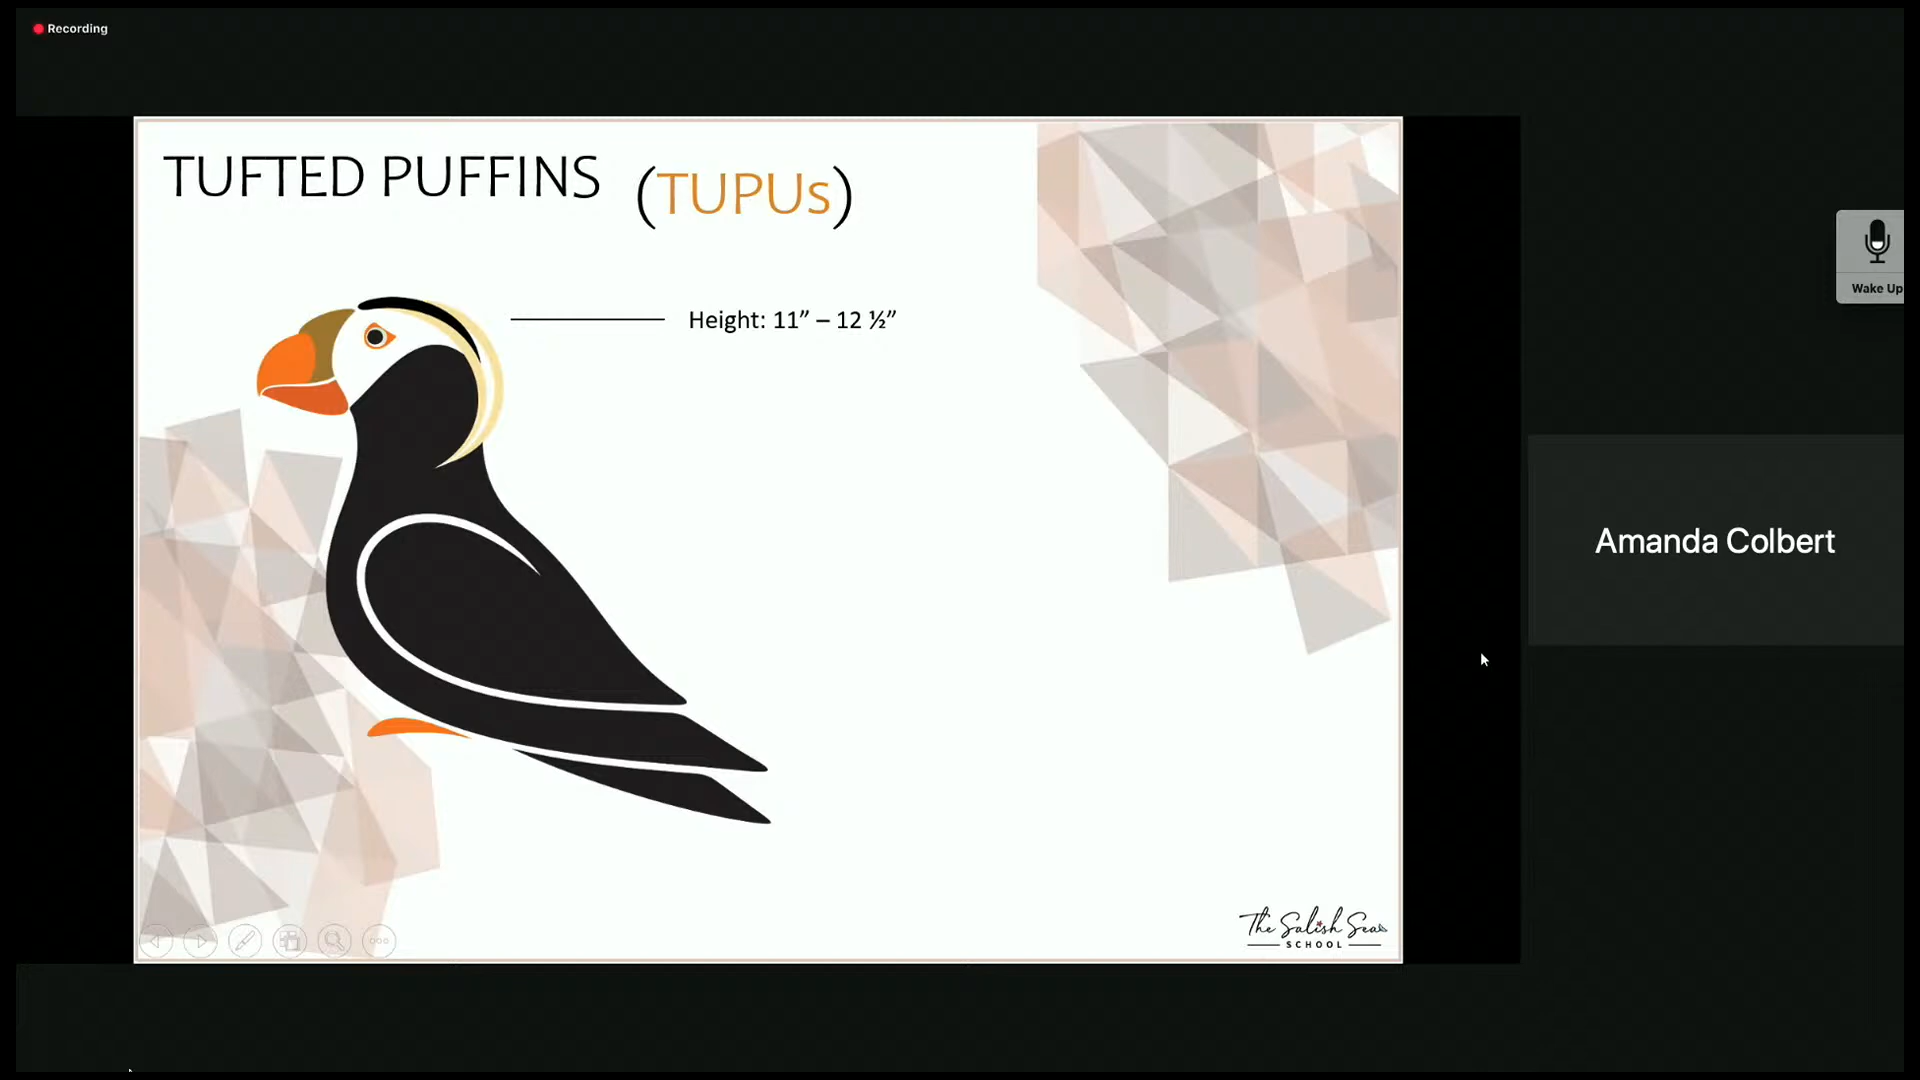 Recording
TUFTED PUFFINS (TUPUs)
Wake Up
Height: 11” – 12 ½”
Amanda Colbert
The Salish Sea
SCHOOL